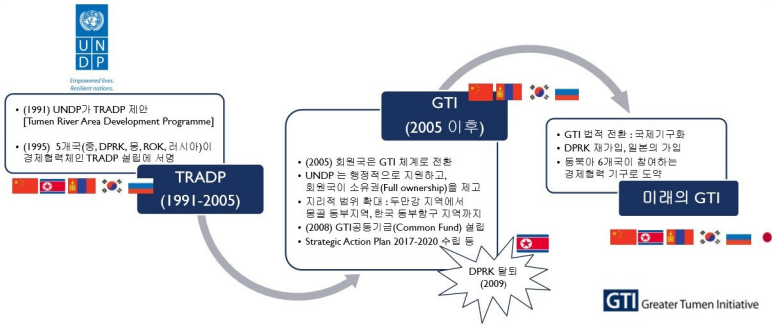 UN
DP
Empowered lives.
Resilient nations.
• (1991) UNDP가 TRADP 제안
[Tumen River Area Development Programme]
• (1995) 5개국(중, DPRK, 몽, ROK, 러시아)이
경제협력체인 TRADP 설립에 서명
TRADP
(1991-2005)
GTI
(2005 이후)
• (2005) 회원국은 GTI 체계로 전환
• UNDP 는 행정적으로 지원하고,
회원국이 소유권(Full ownership)을 제고
• 지리적 범위 확대 : 두만강 지역에서
몽골 동부지역, 한국 동부항구 지역까지
• (2008) GTI공동기금(Common Fund) 설립
• Strategic Action Plan 2017-2020 수립 등
DPRK 탈퇴
(2009)
• GTI 법적 전환 : 국제기구화
• DPRK 재가입, 일본의 가입
• 동북아 6개국이 참여하는
경제협력 기구로 도약
미래의 GTI
GTI Greater Tumen Initiative